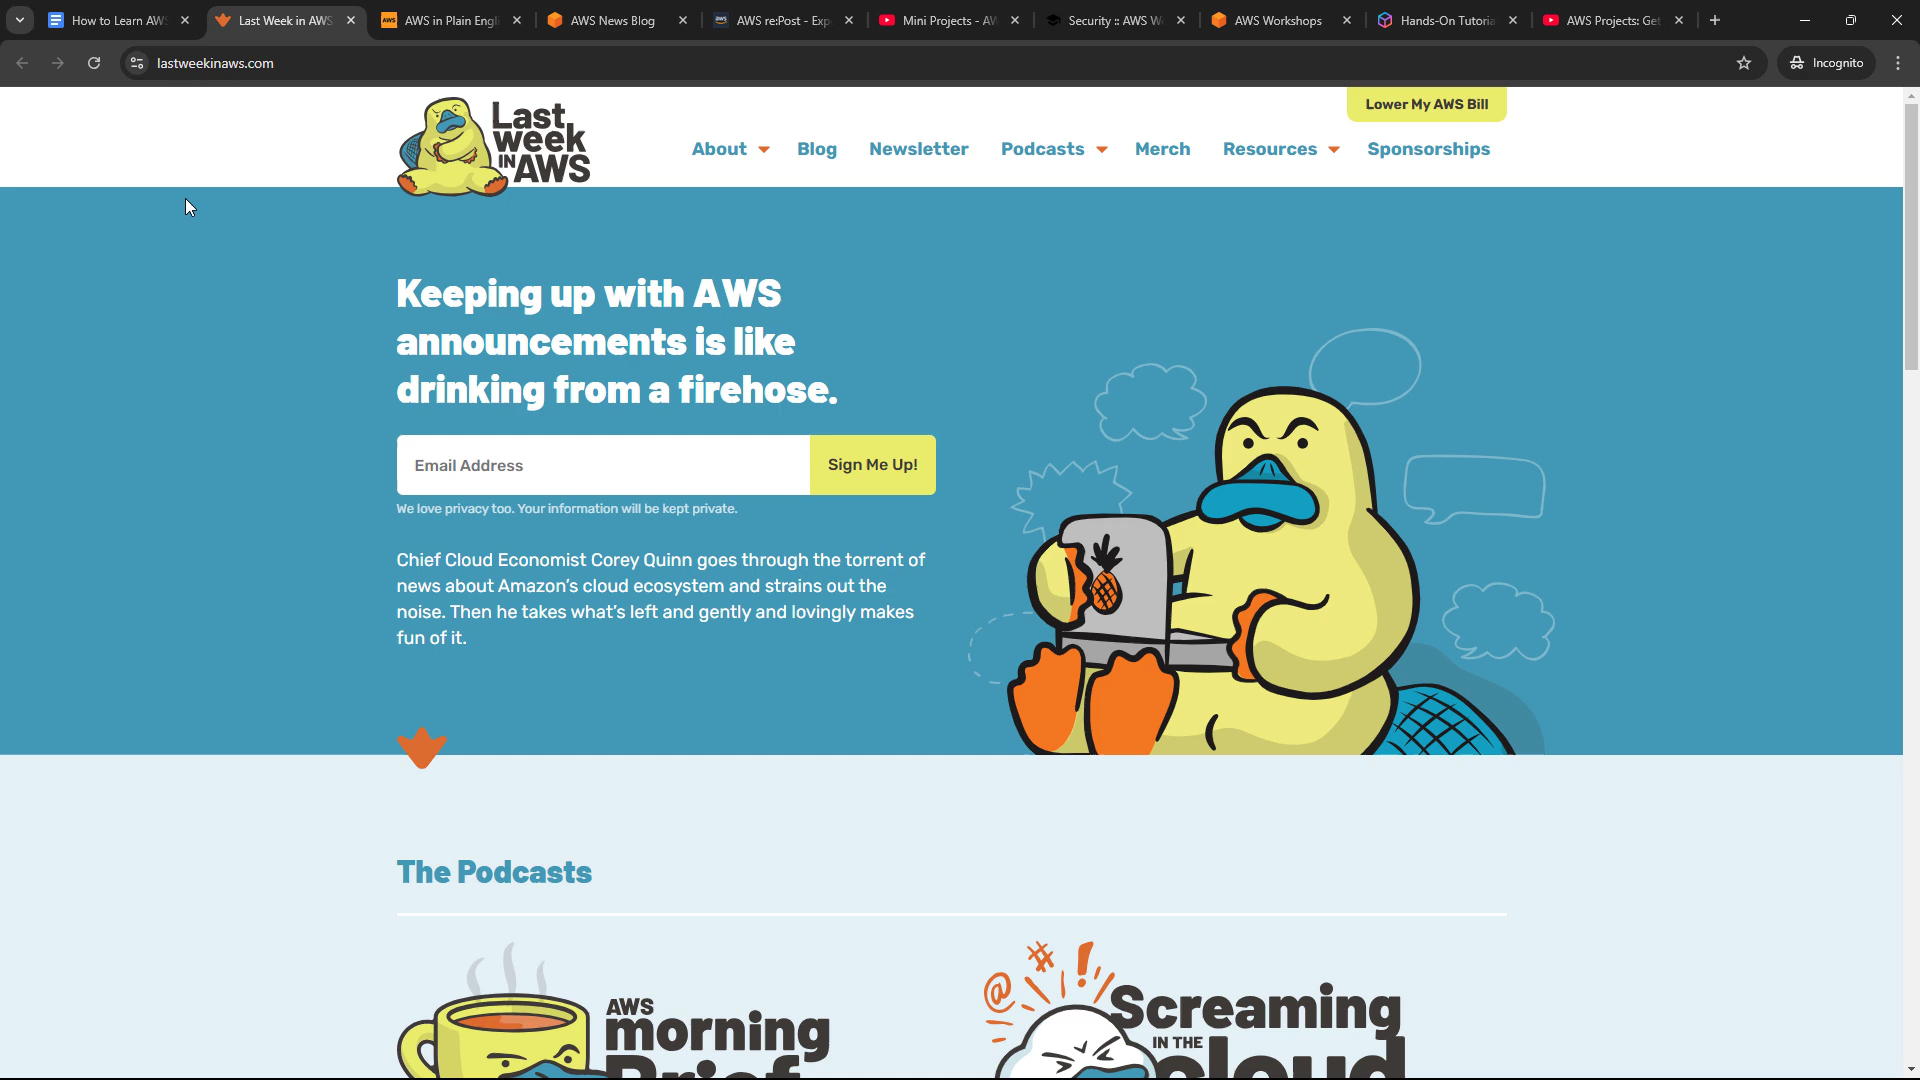 How to Learn AWS
Last Week in AWS
AWS in Plain Engli
AWS News Blog
AWS re:Post - Exp
Mini Projects - AW
Security :: AWS W
AWS Workshops
Hands-On Tutoria
AWS Projects: Get
lastweekinaws.com
Incognito
Last
week
IN AWS
Lower My AWS Bill
About
Blog
Newsletter
Podcasts
Merch
Resources
Sponsorships
Keeping up with AWS
announcements is like
drinking from a firehose.
Email Address
Sign Me Up!
We love privacy too. Your information will be kept private.
Chief Cloud Economist Corey Quinn goes through the torrent of
news about Amazon's cloud ecosystem and strains out the
noise. Then he takes what's left and gently and lovingly makes
fun of it.
The Podcasts
AWS
morning
Brief
@#!
Screaming
IN THE
cloud